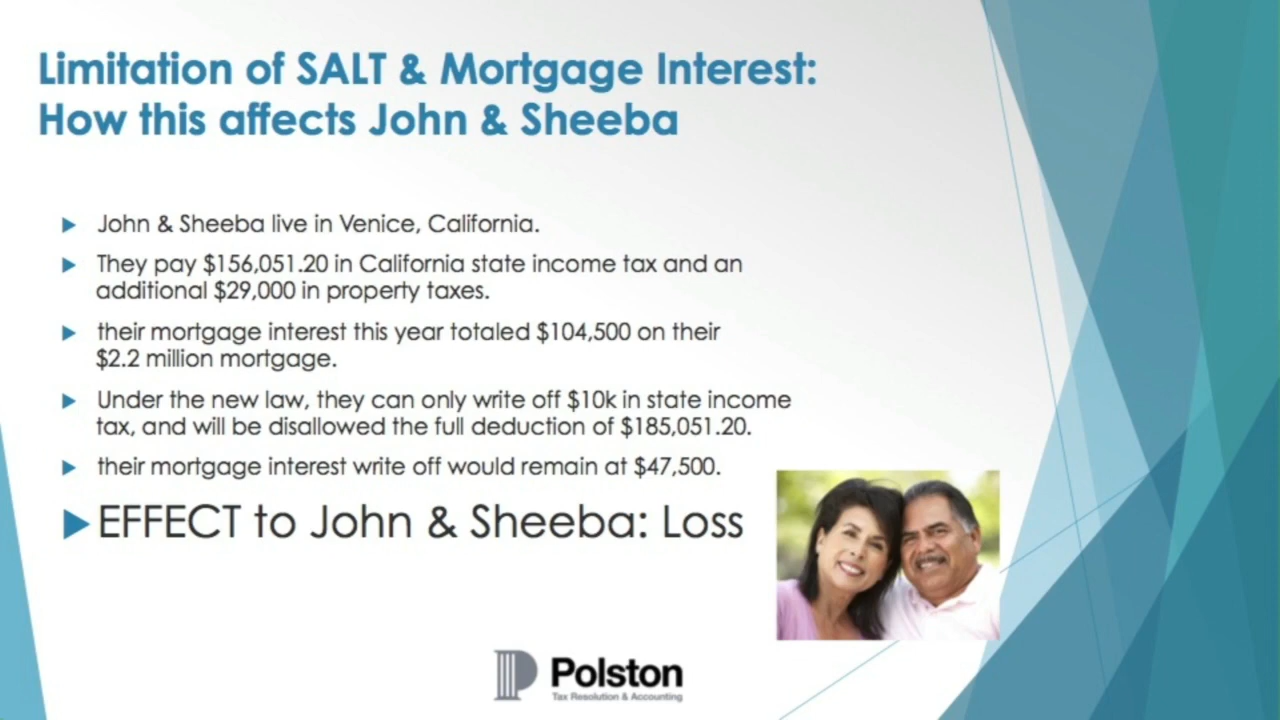 Limitation of SALT & Mortgage Interest:
How this affects John & Sheeba
John & Sheeba live in Venice, California.
They pay $156,051.20 in California state income tax and an
additional $29,000 in property taxes.
their mortgage interest this year totaled $104,500 on their
$2.2 million mortgage.
Under the new law, they can only write off $10k in state income
tax, and will be disallowed the full deduction of $185,051.20.
their mortgage interest write off would remain at $47,500.
EFFECT to John & Sheeba: Loss
Polston
Tax Resolution & Accounting